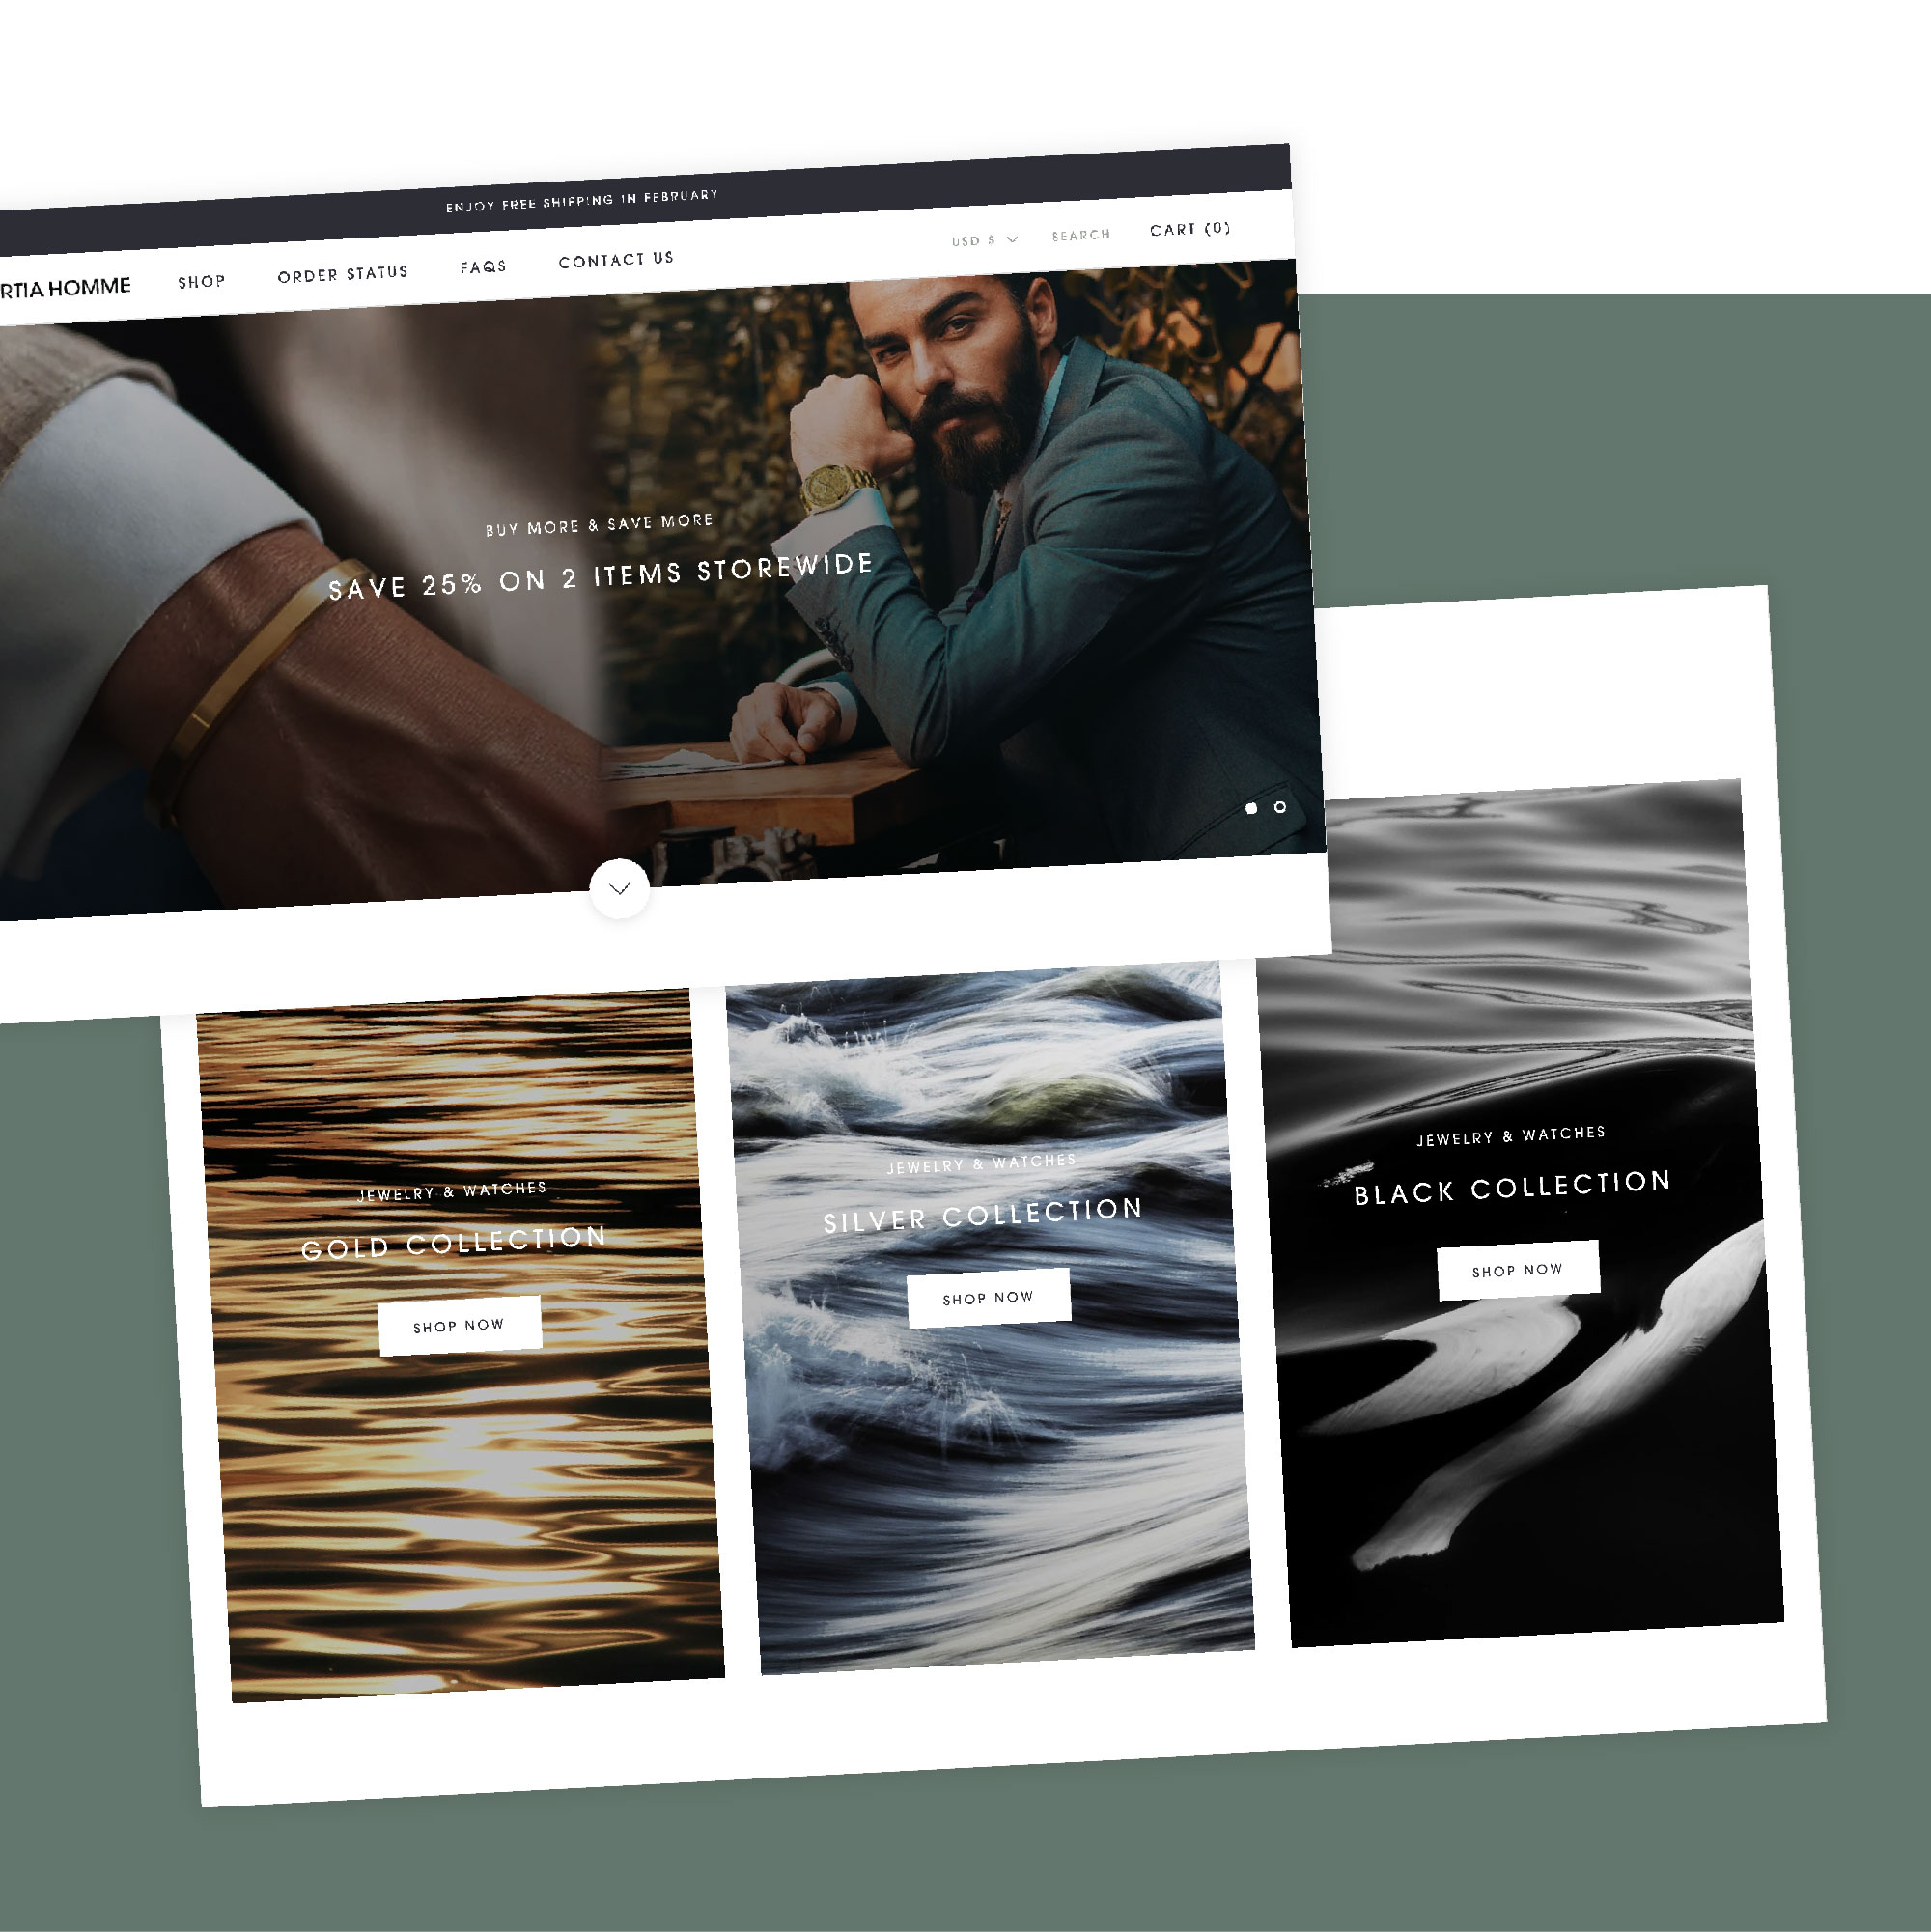 ENJOY FREE SHIPPING IN FEBRUARY
RTIA HOMME SHOP ORDER STATUS FAQS CONTACT US USD $ SEARCH CART (0)
BUY MORE & SAVE MORE
SAVE 25% ON 2 ITEMS STOREWIDE
JEWELRY & WATCHES
GOLD COLLECTION
SHOP NOW
JEWELRY & WATCHES
SILVER COLLECTION
SHOP NOW
JEWELRY & WATCHES
BLACK COLLECTION
SHOP NOW